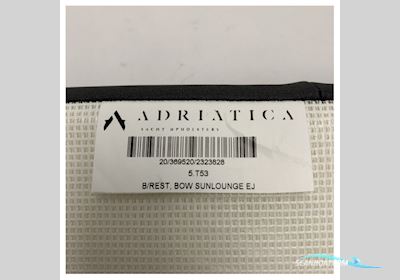 ADRIATICA
YACHT UPHOLSTERY
20/369520/2323828
5.T53
B/REST, BOW SUNLOUNGE EJ